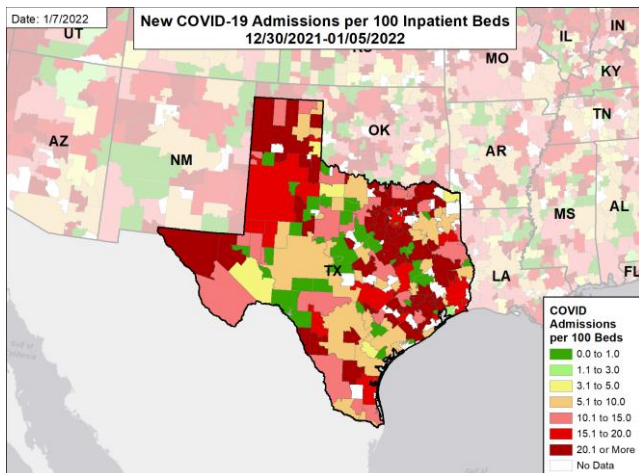 Date: 1/7/2022
New COVID-19 Admissions per 100 Inpatient Beds
12/30/2021-01/05/2022
UT
MO
IL
IN
KY
AZ
NM
OK
AR
TN
MS
AL
TX
LA
FL
COVID
Admissions
per 100 Beds
0.0 to 1.0
1.1 to 3.0
3.1 to 5.0
5.1 to 10.0
10.1 to 15.0
15.1 to 20.0
20.1 or More
No Data